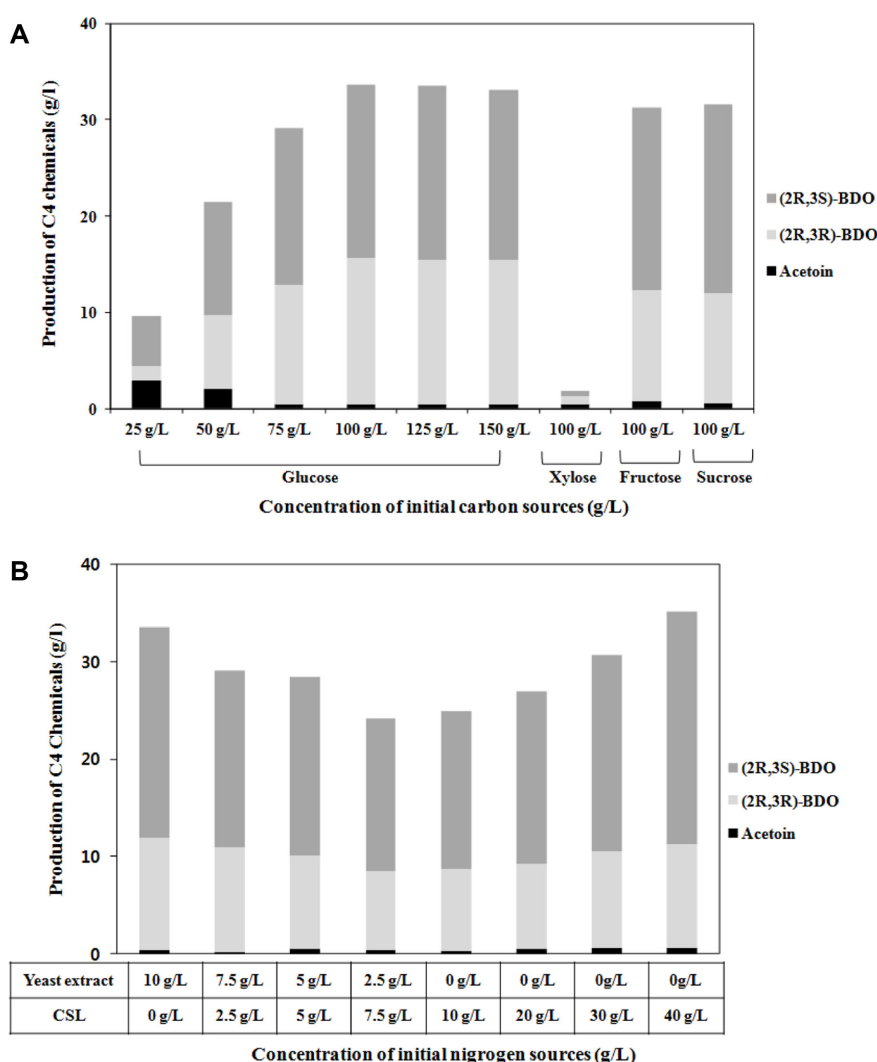 A
Production of C4 chemicals (g/l)
40
30
20
10
0
(2R,3S)-BDO
(2R,3R)-BDO
Acetoin
25 g/L 50 g/L 75 g/L 100 g/L 125 g/L 150 g/L 100 g/L 100 g/L 100 g/L
Glucose Xylose Fructose Sucrose
Concentration of initial carbon sources (g/L)
B
Production of C4 Chemicals (g/l)
40
30
20
10
0
(2R,3S)-BDO
(2R,3R)-BDO
Acetoin
Yeast extract 10 g/L 7.5 g/L 5 g/L 2.5 g/L 0 g/L 0 g/L 0g/L 0g/L
CSL 0 g/L 2.5 g/L 5 g/L 7.5 g/L 10 g/L 20 g/L 30 g/L 40 g/L
Concentration of initial nigrogen sources (g/L)